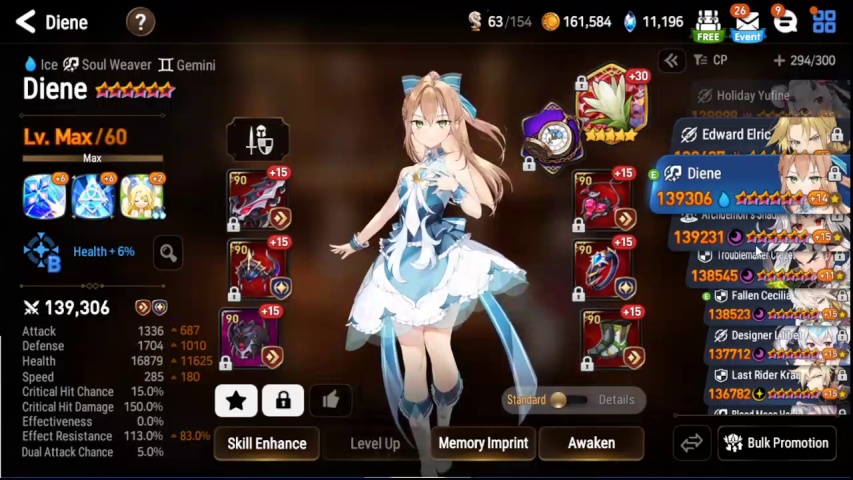 Diene
?
63/154
161,584
11,196
FREE
26
Event
9
Ice Soul Weaver Gemini
Diene
Lv. Max/60
Max
+6
+6
+2
B
Health + 6%
139,306
Attack 1336 687
Defense 1704 1010
Health 16879 11625
Speed 285 180
Critical Hit Chance 15.0%
Critical Hit Damage 150.0%
Effectiveness 0.0%
Effect Resistance 113.0% 83.0%
Dual Attack Chance 5.0%
+30
90 +15
90 +15
90 +15
90 +15
90 +15
90 +15
Standard Details
Skill Enhance
Level Up
Memory Imprint
Awaken
CP
+ 294/300
Holiday Yufine
Edward Elric
E Diene
139306 +14
139231 +15
138545
E Fallen Cecilia
138523 +15
137712 +15
Last Rider Krau
136782 +15
Bulk Promotion